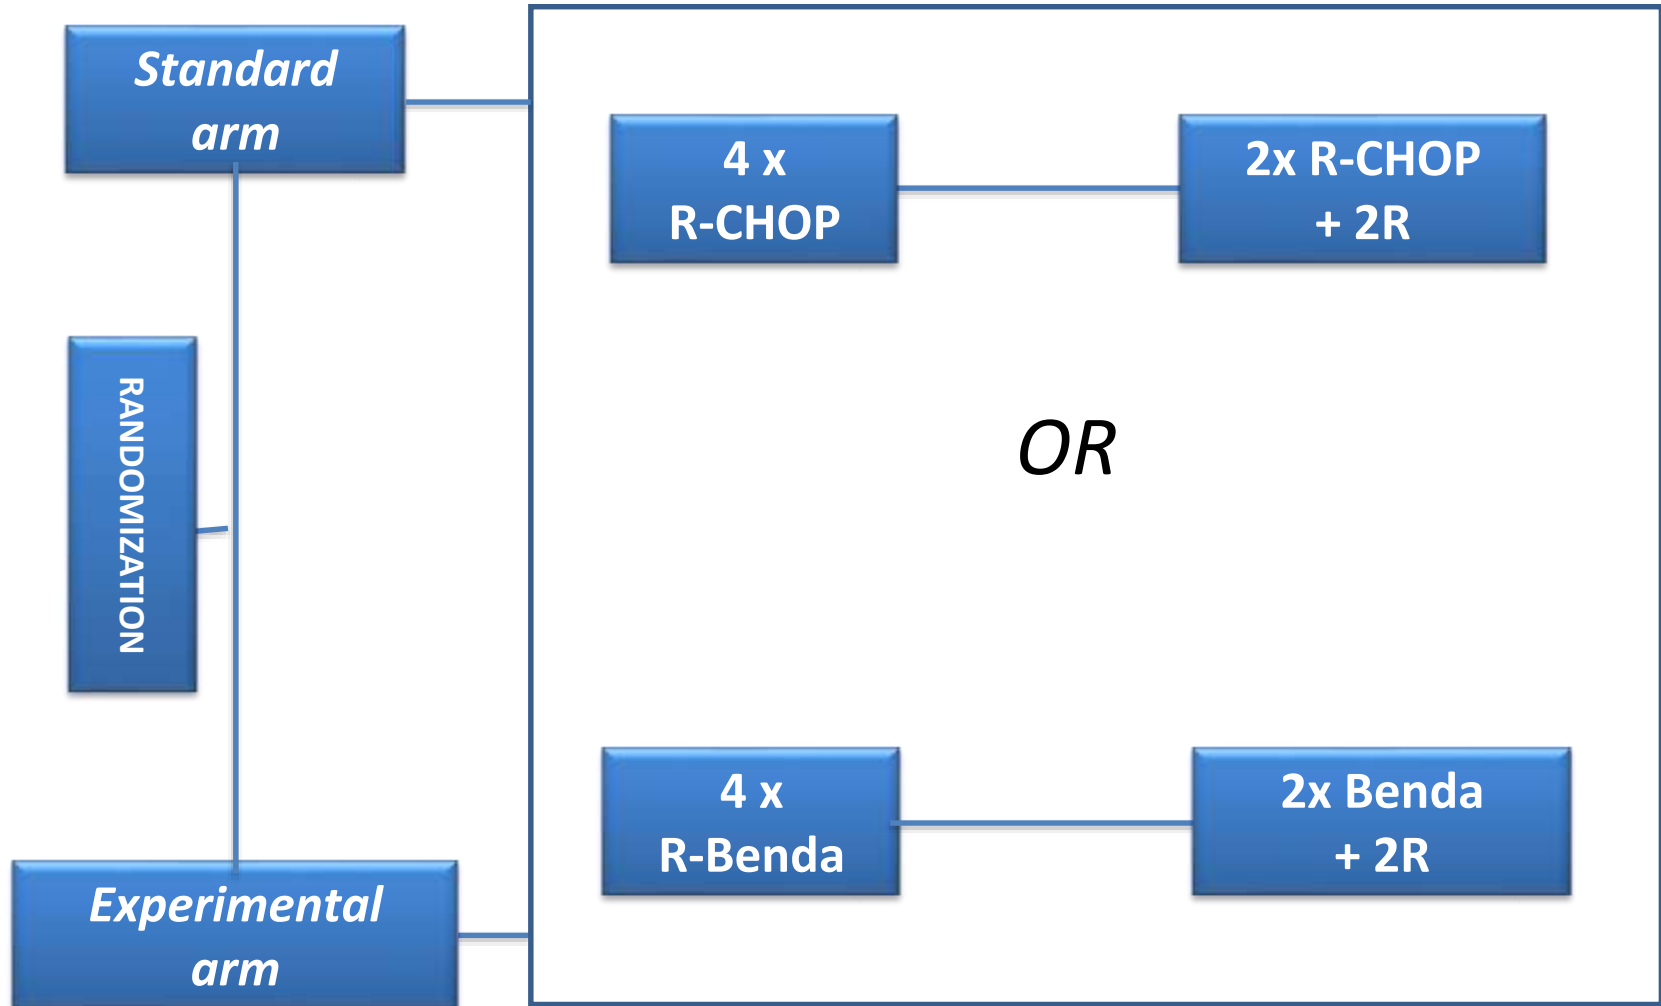 Standard
arm
4 x
R-CHOP
2x R-CHOP
+ 2R
RANDOMIZATION
OR
4 x
R-Benda
2x Benda
+ 2R
Experimental
arm